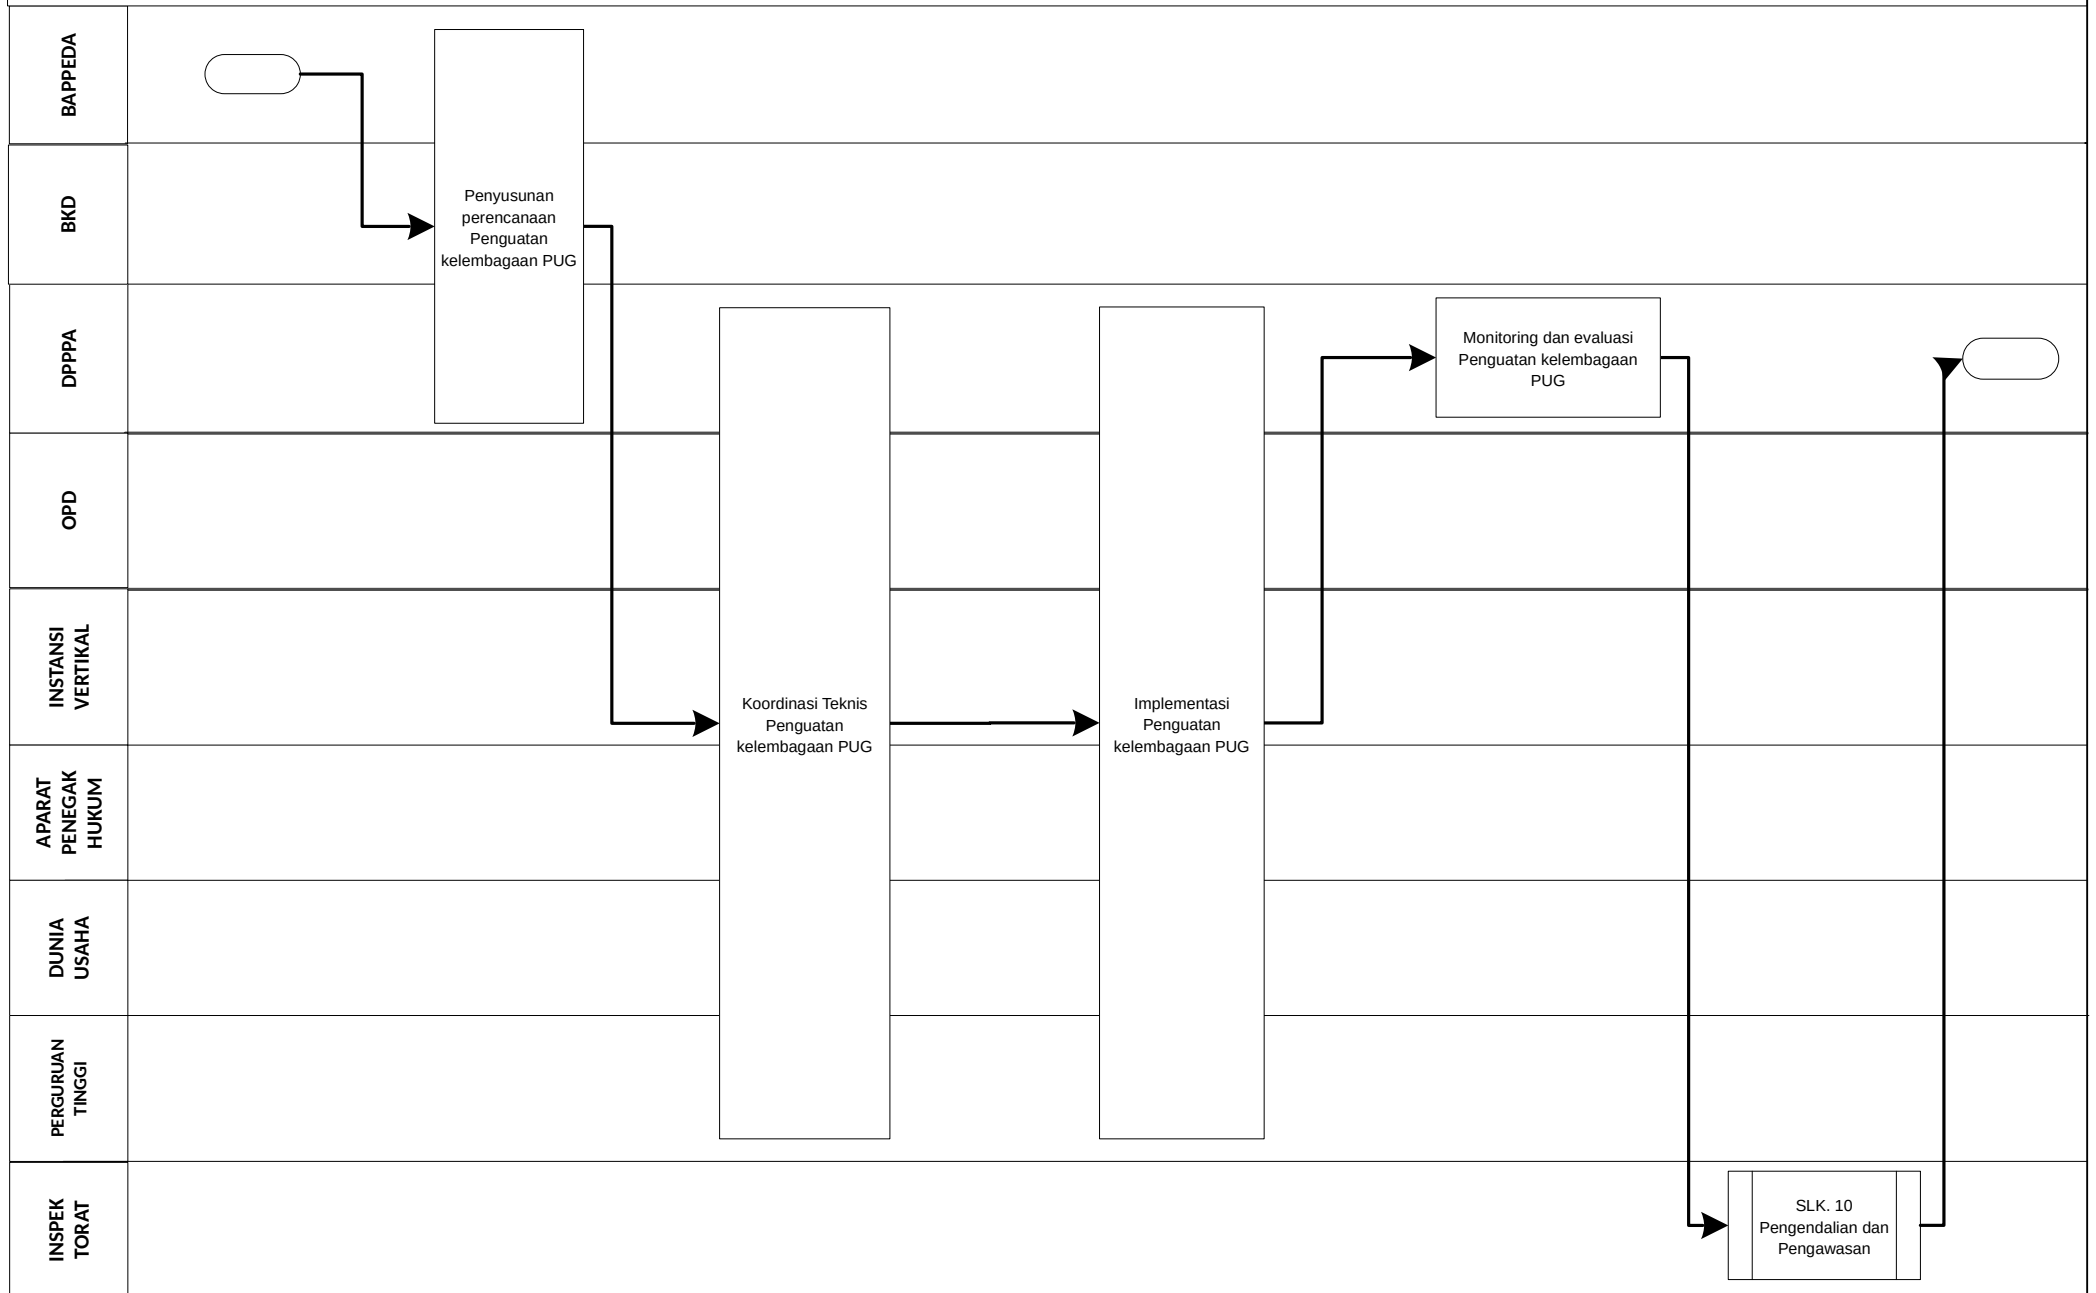 BAPPEDA
BKD
Penyusunan
perencanaan
Penguatan
kelembagaan PUG
DPPPA
Monitoring dan evaluasi
Penguatan kelembagaan
PUG
OPD
INSTANSI
VERTIKAL
Koordinasi Teknis
Penguatan
kelembagaan PUG
Implementasi
Penguatan
kelembagaan PUG
APARAT
PENEGAK
HUKUM
DUNIA
USAHA
PERGURUAN
TINGGI
INSPEK
TORAT
SLK. 10
Pengendalian dan
Pengawasan